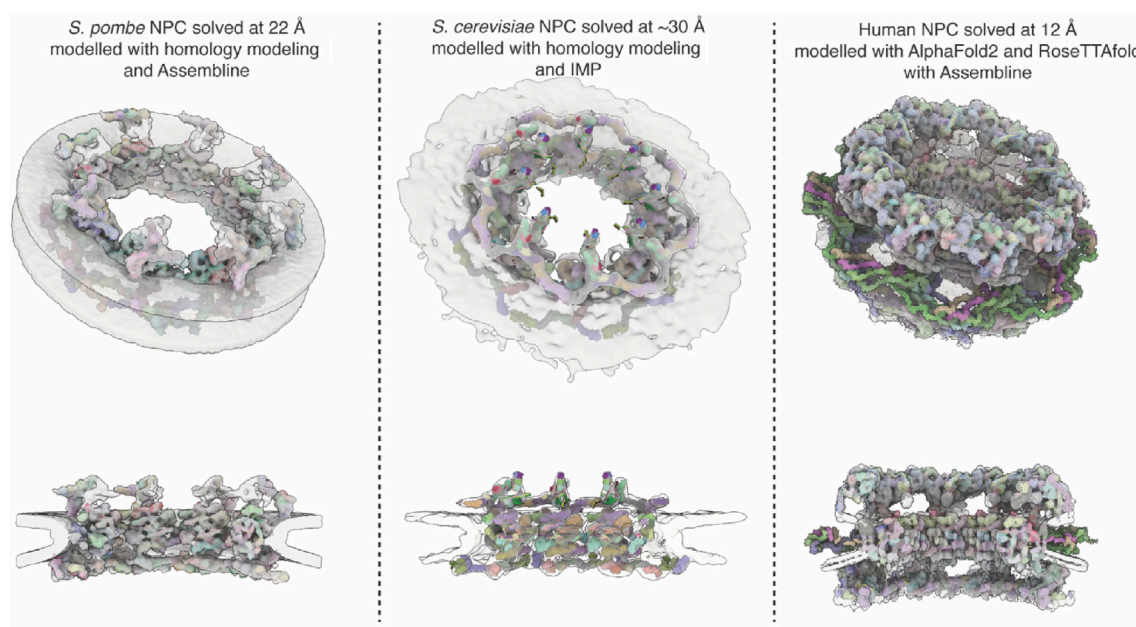 S. pombe NPC solved at 22 Å
modelled with homology modeling
and Assembline
S. cerevisiae NPC solved at ~30 Å
modelled with homology modeling
and IMP
Human NPC solved at 12 Å
modelled with AlphaFold2 and RoseTTAfold
with Assembline